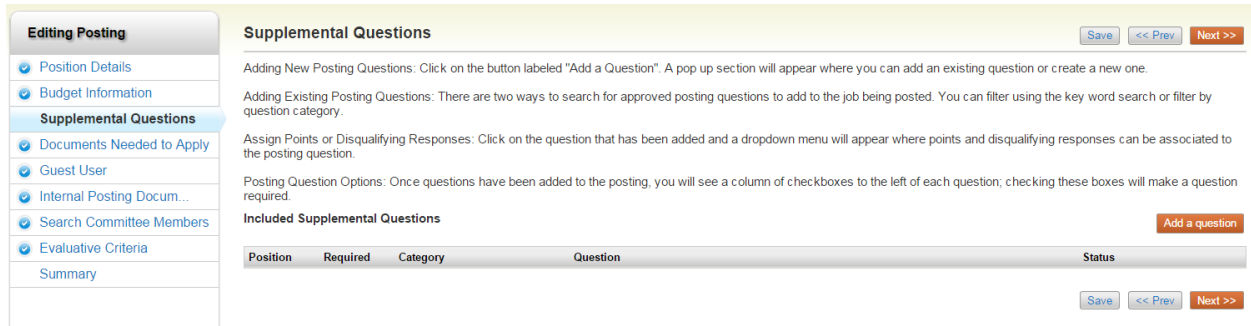 Editing Posting
Position Details
Budget Information
Supplemental Questions
Documents Needed to Apply
Guest User
Internal Posting Docum...
Search Committee Members
Evaluative Criteria
Summary
Supplemental Questions
Save << Prev Next >>
Adding New Posting Questions: Click on the button labeled "Add a Question". A pop up section will appear where you can add an existing question or create a new one.
Adding Existing Posting Questions: There are two ways to search for approved posting questions to add to the job being posted. You can filter using the key word search or filter by
question category.
Assign Points or Disqualifying Responses: Click on the question that has been added and a dropdown menu will appear where points and disqualifying responses can be associated to
the posting question.
Posting Question Options: Once questions have been added to the posting, you will see a column of checkboxes to the left of each question; checking these boxes will make a question
required.
Included Supplemental Questions
Add a question
Position Required Category Question Status
Save << Prev Next >>